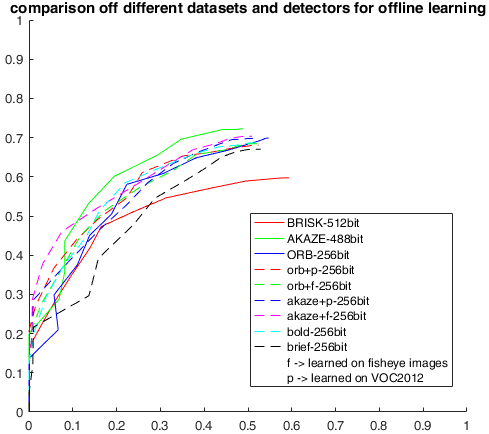 comparison off different datasets and detectors for offline learning
1
0.9
0.8
0.7
0.6
0.5
0.4
0.3
0.2
0.1
0
0 0.1 0.2 0.3 0.4 0.5 0.6 0.7 0.8 0.9 1
BRISK-512bit
AKAZE-488bit
ORB-256bit
orb+p-256bit
orb+f-256bit
akaze+p-256bit
akaze+f-256bit
bold-256bit
brief-256bit
f -> learned on fisheye images
p -> learned on VOC2012